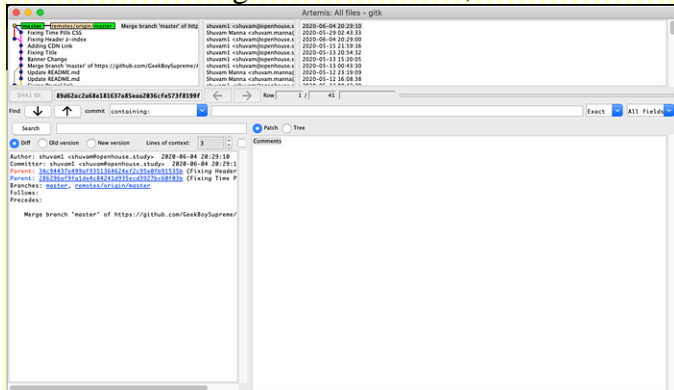 Artemis: All files - gitk
master remotes/origin/master Merge branch 'master' of http shuvam1 <shuvam@openhouse.s 2020-06-04 20:29:10
Fixing Time Pills CSS shuvam1 <shuvam@openhouse.s 2020-05-29 02:43:33
Fixing Header z-index shuvam1 <shuvam@openhouse.s 2020-06-04 20:29:00
Adding CDN Link shuvam1 <shuvam@openhouse.s 2020-05-15 21:59:16
Fixing Title shuvam1 <shuvam@openhouse.s 2020-05-13 20:54:32
Banner Change shuvam1 <shuvam@openhouse.s 2020-05-13 15:20:05
Merge branch 'master' of https://github.com/GeekBoySupreme/A shuvam1 <shuvam@openhouse.s 2020-05-13 00:43:30
Update README.md Shuvam Manna <shuvam.manna( 2020-05-12 23:19:09
Update README.md Shuvam Manna <shuvam.manna( 2020-05-12 16:08:38
SHA1 ID: 89d62ac2a68e181637a85eaa2036cfe573f8199f Row 1 / 41
Find commit containing: Exact All fields
Search Patch Tree
Diff Old version New version Lines of context: 3
Comments
Author: shuvam1 <shuvam@openhouse.study> 2020-06-04 20:29:10
Committer: shuvam1 <shuvam@openhouse.study> 2020-06-04 20:29:1
Parent: 34c94437e499af9351364624ef2c95e0fb91535b (Fixing Header
Parent: 286296ef9fa1de4c84241d935ecd3927bc60f03b (Fixing Time P
Branches: master, remotes/origin/master
Follows:
Precedes:
Merge branch 'master' of https://github.com/GeekBoySupreme/